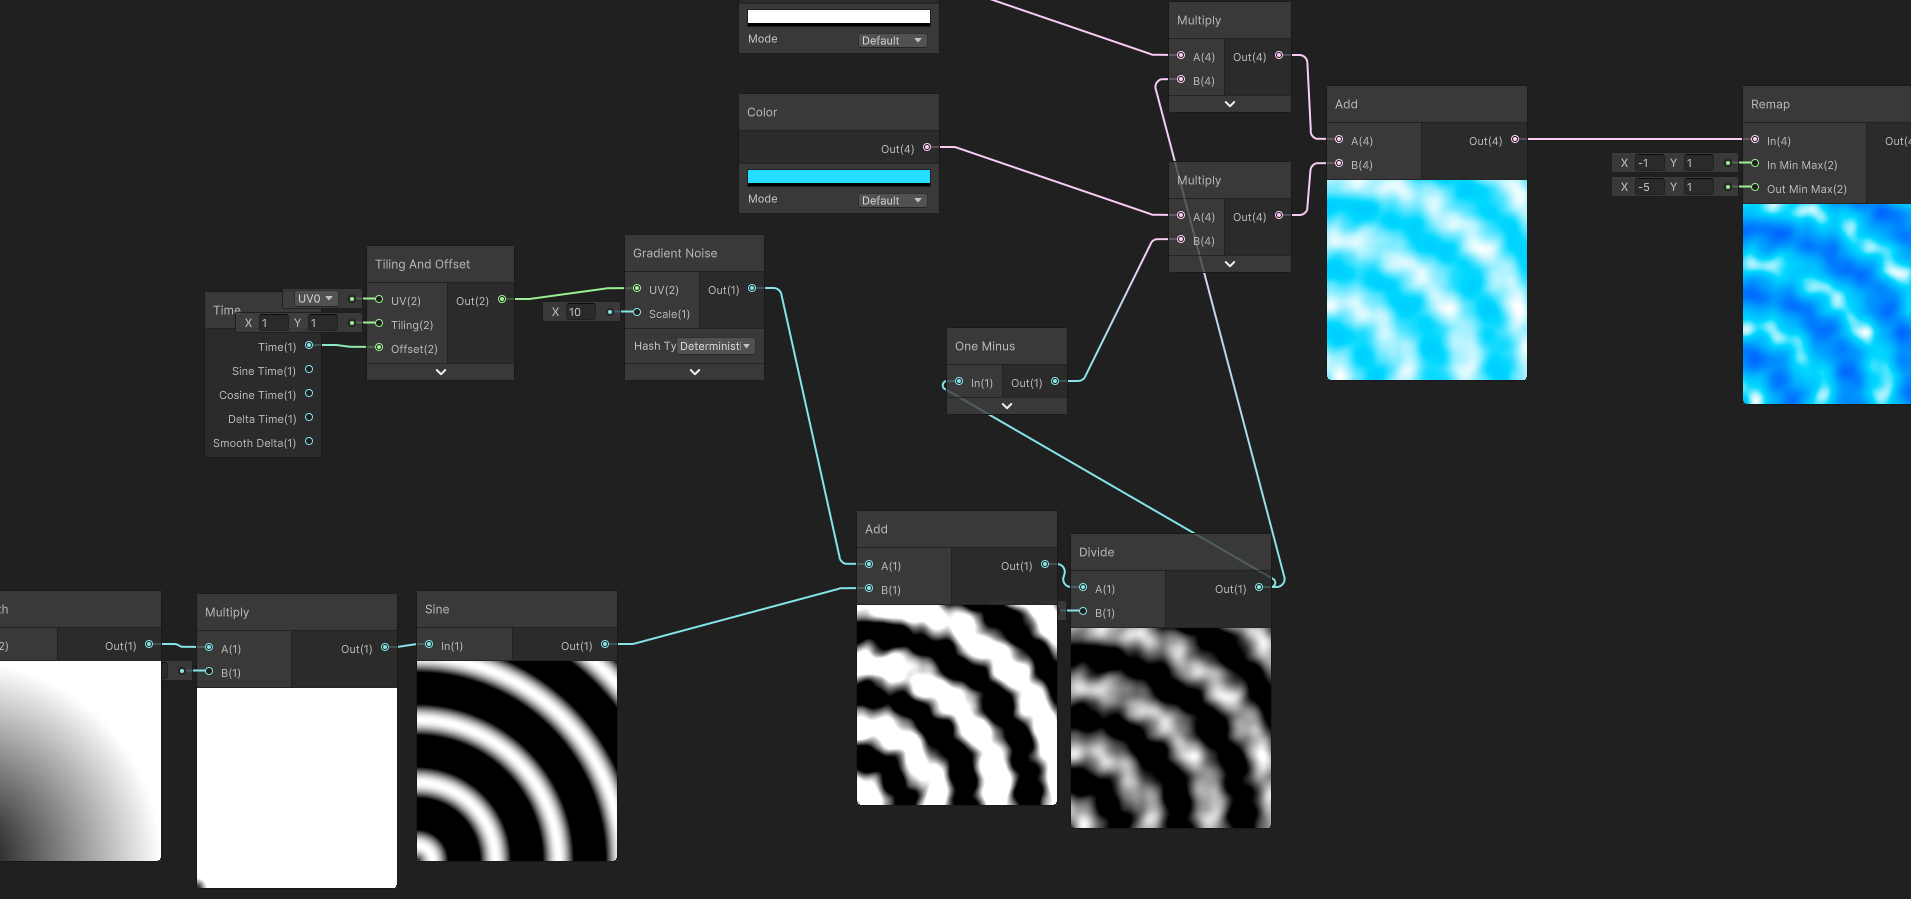 Mode Default
Multiply
A(4) Out(4)
B(4)
Color
Out(4)
Mode Default
Multiply
A(4) Out(4)
B(4)
Add
A(4) Out(4)
B(4)
Remap
In(4)
X -1 Y 1 In Min Max(2)
X -5 Y 1 Out Min Max(2)
Time
Time(1)
Sine Time(1)
Cosine Time(1)
Delta Time(1)
Smooth Delta(1)
Tiling And Offset
UV0 UV(2) Out(2)
X 1 Y 1 Tiling(2)
Offset(2)
Gradient Noise
UV(2) Out(1)
X 10 Scale(1)
Hash Ty Determinist
One Minus
In(1) Out(1)
Add
A(1) Out(1)
B(1)
Divide
A(1) Out(1)
B(1)
th
2) Out(1)
Multiply
A(1) Out(1)
B(1)
Sine
In(1) Out(1)